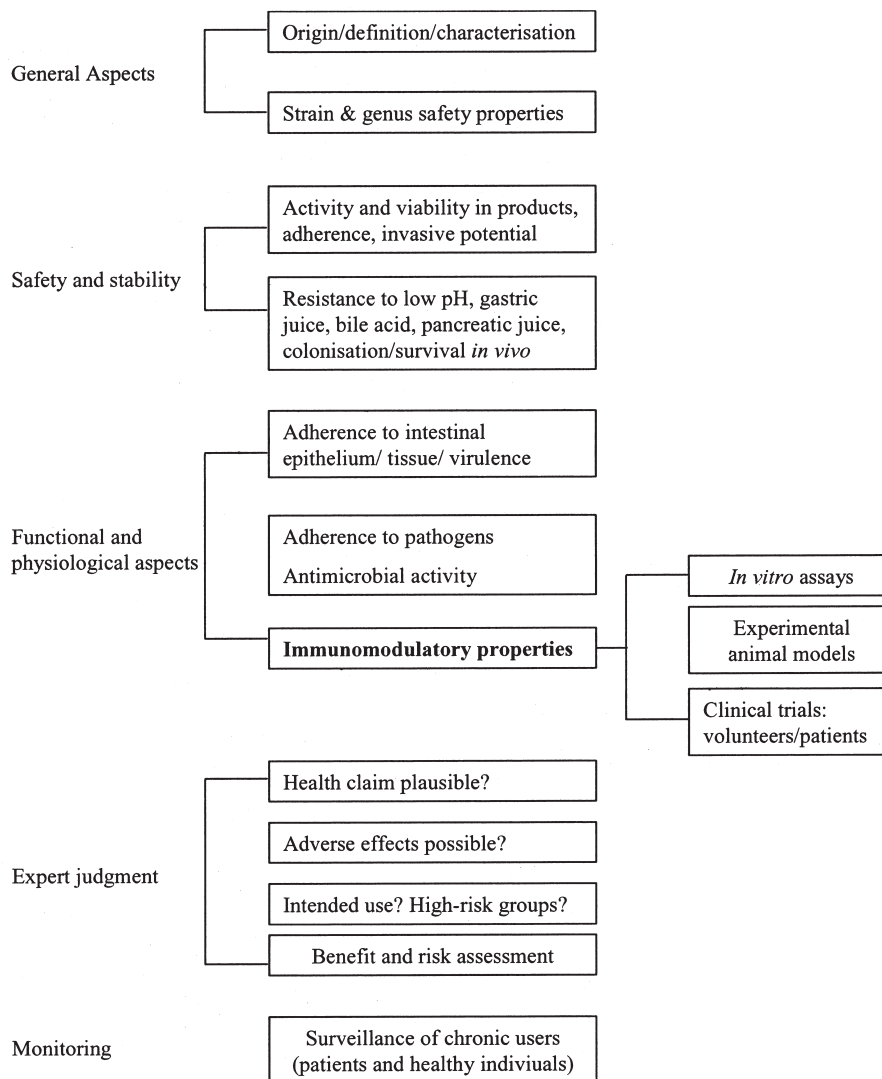 General Aspects
Origin/definition/characterisation
Strain & genus safety properties
Safety and stability
Activity and viability in products,
adherence, invasive potential
Resistance to low pH, gastric
juice, bile acid, pancreatic juice,
colonisation/survival in vivo
Functional and
physiological aspects
Adherence to intestinal
epithelium/ tissue/ virulence
Adherence to pathogens
Antimicrobial activity
Immunomodulatory properties
In vitro assays
Experimental
animal models
Clinical trials:
volunteers/patients
Expert judgment
Health claim plausible?
Adverse effects possible?
Intended use? High-risk groups?
Benefit and risk assessment
Monitoring
Surveillance of chronic users
(patients and healthy indiviuals)